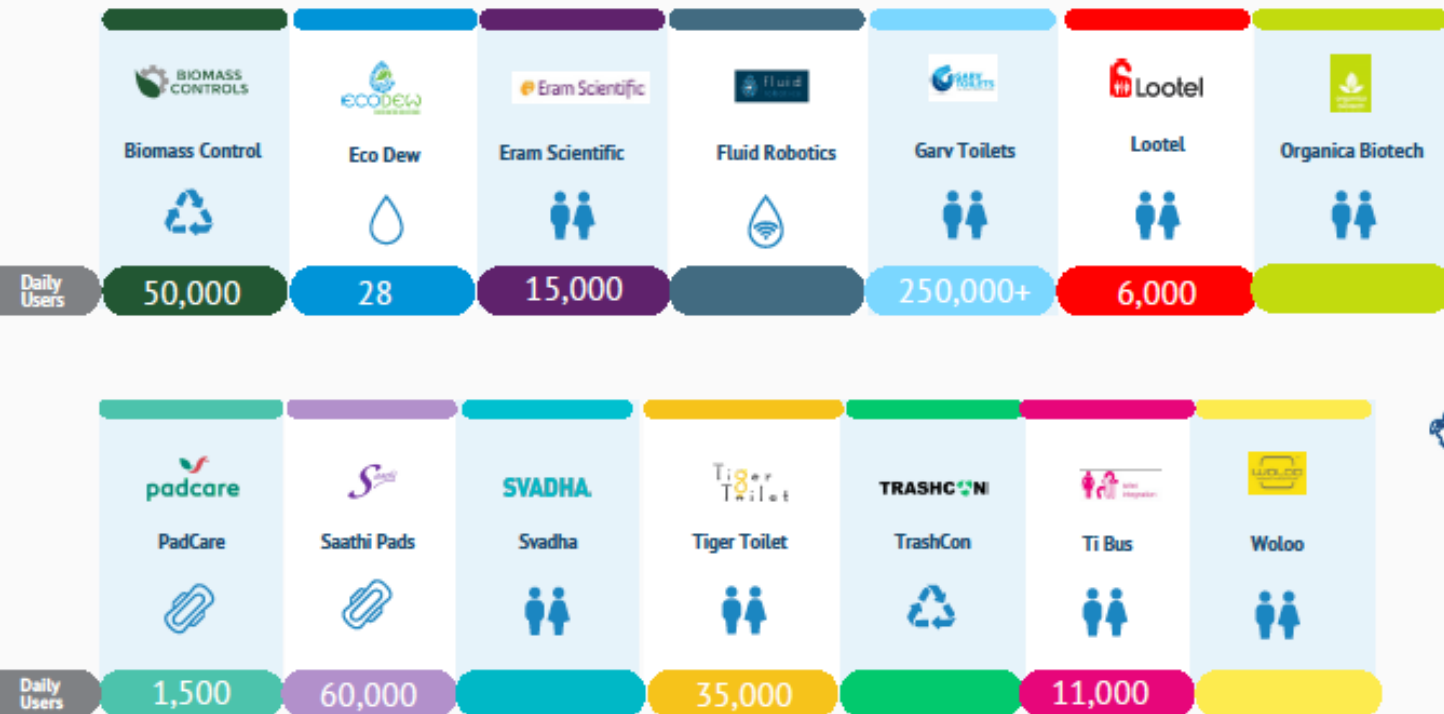 BIOMASS
CONTROLS
ECODEW
Eram Scientific
fluid
GARV
TOILETS
Lootel
Biomass Control
Eco Dew
Eram Scientific
Fluid Robotics
Garv Toilets
Lootel
Organica Biotech
Daily
Users
50,000
28
15,000
250,000+
6,000
padcare
Saathi
SVADHA
Tiger
Toilet
TRASHCON
WOLOO
PadCare
Saathi Pads
Svadha
Tiger Toilet
TrashCon
Ti Bus
Woloo
Daily
Users
1,500
60,000
35,000
11,000